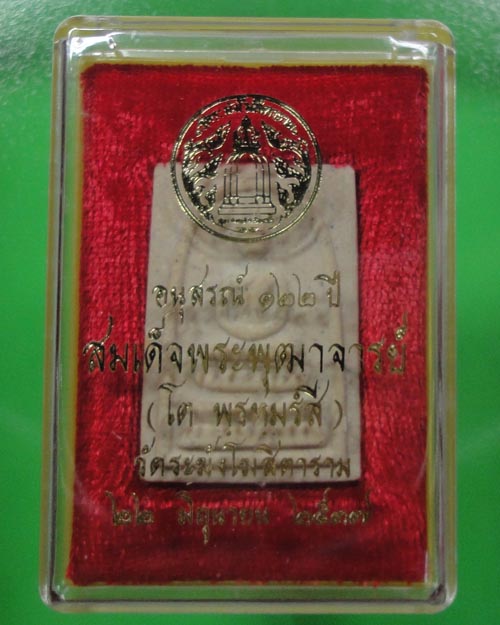 อนุสรณ์ ๑๒๒ ปี
สมเด็จพระพุฒาจารย์
(โต พรหมรังสี)
วัดระฆังโฆสิตาราม
๒๒ มิถุนายน ๒๕๓๗